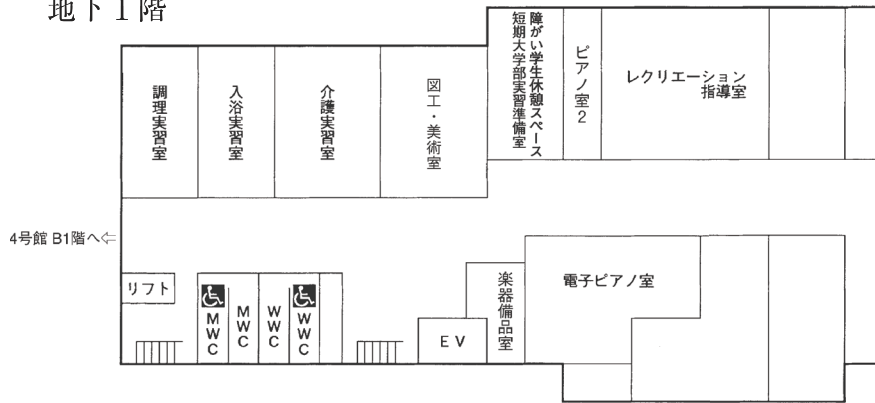 地下1階
調理実習室
入浴実習室
介護実習室
図工・美術室
障がい学生休憩スペース
短期大学部実習準備室
ピアノ室2
レクリエーション
指導室
4号館 B1階へ⇦
リフト
MWC
MWC
WWC
WWC
EV
楽器備品室
電子ピアノ室